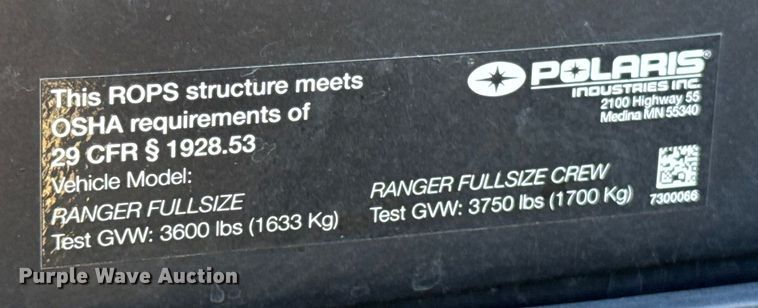 This ROPS structure meets
OSHA requirements of
29 CFR § 1928.53
Vehicle Model:
RANGER FULLSIZE
Test GVW: 3600 lbs (1633 Kg)
POLARIS®
INDUSTRIES INC.
2100 Highway 55
Medina MN 55340
RANGER FULLSIZE CREW
Test GVW: 3750 lbs (1700 Kg)
7300066
Purple Wave Auction